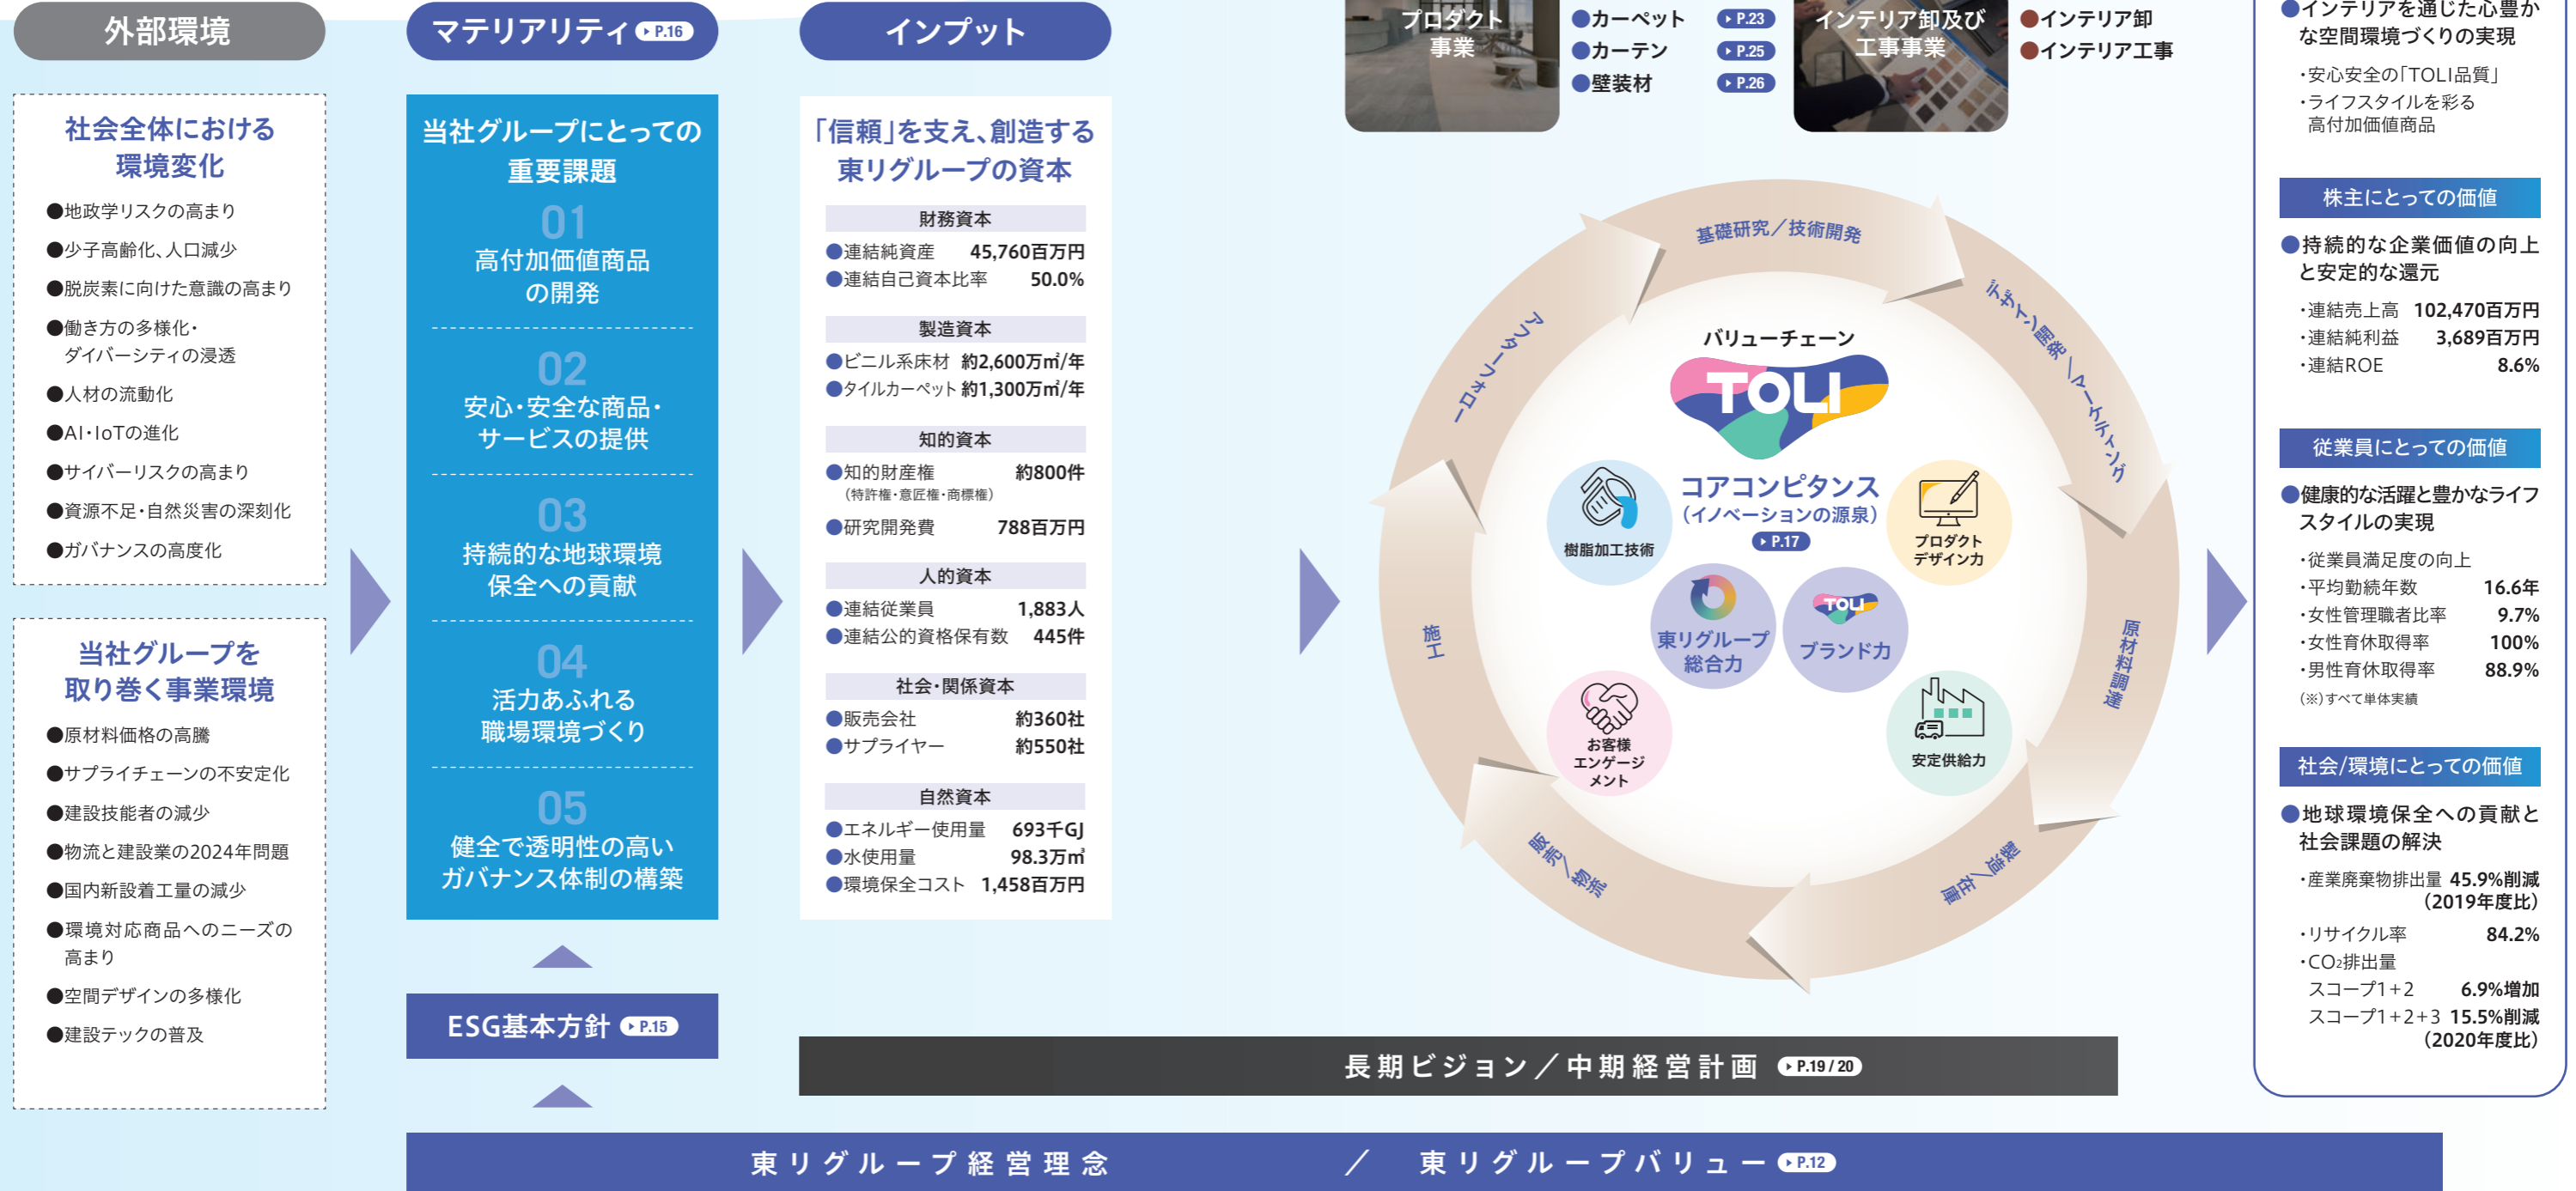 外部環境
社会全体における
環境変化
●地政学リスクの高まり
●少子高齢化、人口減少
●脱炭素に向けた意識の高まり
●働き方の多様化・
ダイバーシティの浸透
●人材の流動化
●AI・IoTの進化
●サイバーリスクの高まり
●資源不足・自然災害の深刻化
●ガバナンスの高度化
当社グループを
取り巻く事業環境
●原材料価格の高騰
●サプライチェーンの不安定化
●建設技能者の減少
●物流と建設業の2024年問題
●国内新設着工量の減少
●環境対応商品へのニーズの
高まり
●空間デザインの多様化
●建設テックの普及
マテリアリティ P.16
当社グループにとっての
重要課題
01
高付加価値商品
の開発
02
安心・安全な商品・
サービスの提供
03
持続的な地球環境
保全への貢献
04
活力あふれる
職場環境づくり
05
健全で透明性の高い
ガバナンス体制の構築
ESG基本方針 P.15
インプット
「信頼」を支え、創造する
東リグループの資本
財務資本
●連結純資産 45,760百万円
●連結自己資本比率 50.0%
製造資本
●ビニル系床材 約2,600万㎡/年
●タイルカーペット 約1,300万㎡/年
知的資本
●知的財産権 約800件
(特許権・意匠権・商標権)
●研究開発費 788百万円
人的資本
●連結従業員 1,883人
●連結公的資格保有数 445件
社会・関係資本
●販売会社 約360社
●サプライヤー 約550社
自然資本
●エネルギー使用量 693千GJ
●水使用量 98.3万㎥
●環境保全コスト 1,458百万円
プロダクト
事業
●カーペット P.23
●カーテン P.25
●壁装材 P.26
インテリア卸及び
工事事業
●インテリア卸
●インテリア工事
基礎研究／技術開発
デザイン開発／マーケティング
原材料調達
製造／在庫
販売／物流
施工
アフターフォロー
バリューチェーン
TOLI
コアコンピタンス
(イノベーションの源泉)
P.17
樹脂加工技術
プロダクト
デザイン力
東リグループ
総合力
TOLI
ブランド力
お客様
エンゲージ
メント
安定供給力
長期ビジョン／中期経営計画 P.19/20
●インテリアを通じた心豊か
な空間環境づくりの実現
・安心安全の「TOLI品質」
・ライフスタイルを彩る
高付加価値商品
株主にとっての価値
●持続的な企業価値の向上
と安定的な還元
・連結売上高 102,470百万円
・連結純利益 3,689百万円
・連結ROE 8.6%
従業員にとっての価値
●健康的な活躍と豊かなライフ
スタイルの実現
・従業員満足度の向上
・平均勤続年数 16.6年
・女性管理職者比率 9.7%
・女性育休取得率 100%
・男性育休取得率 88.9%
(※)すべて単体実績
社会/環境にとっての価値
●地球環境保全への貢献と
社会課題の解決
・産業廃棄物排出量 45.9%削減
(2019年度比)
・リサイクル率 84.2%
・CO₂排出量
スコープ1+2 6.9%増加
スコープ1+2+3 15.5%削減
(2020年度比)
東リグループ経営理念 ／ 東リグループバリュー P.12